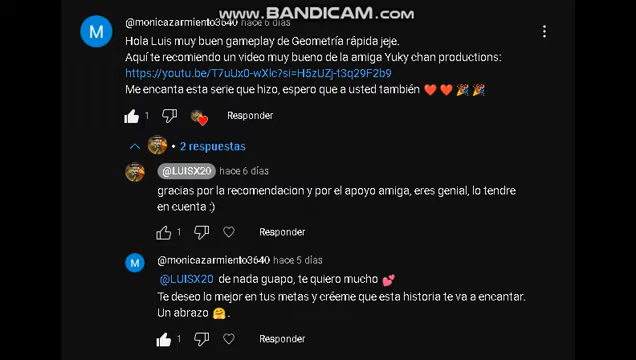 www.BANDICAM.com
@monicazarmiento3640 hace 6 días
M
Hola Luis muy buen gameplay de Geometría rápida jeje.
Aquí te recomiendo un video muy bueno de la amiga Yuky chan productions:
https://youtu.be/T7uUx0-wXlc?si=H5zUZj-t3q29F2b9
Me encanta esta serie que hizo, espero que a usted también ❤️ ❤️ 🎉 🎉
1 Responder
• 2 respuestas
@LUISX20 hace 6 días
gracias por la recomendacion y por el apoyo amiga, eres genial, lo tendre
en cuenta :)
1 Responder
@monicazarmiento3640 hace 5 días
M
@LUISX20 de nada guapo, te quiero mucho 💕
Te deseo lo mejor en tus metas y créeme que esta historia te va a encantar.
Un abrazo 🤗.
1 Responder